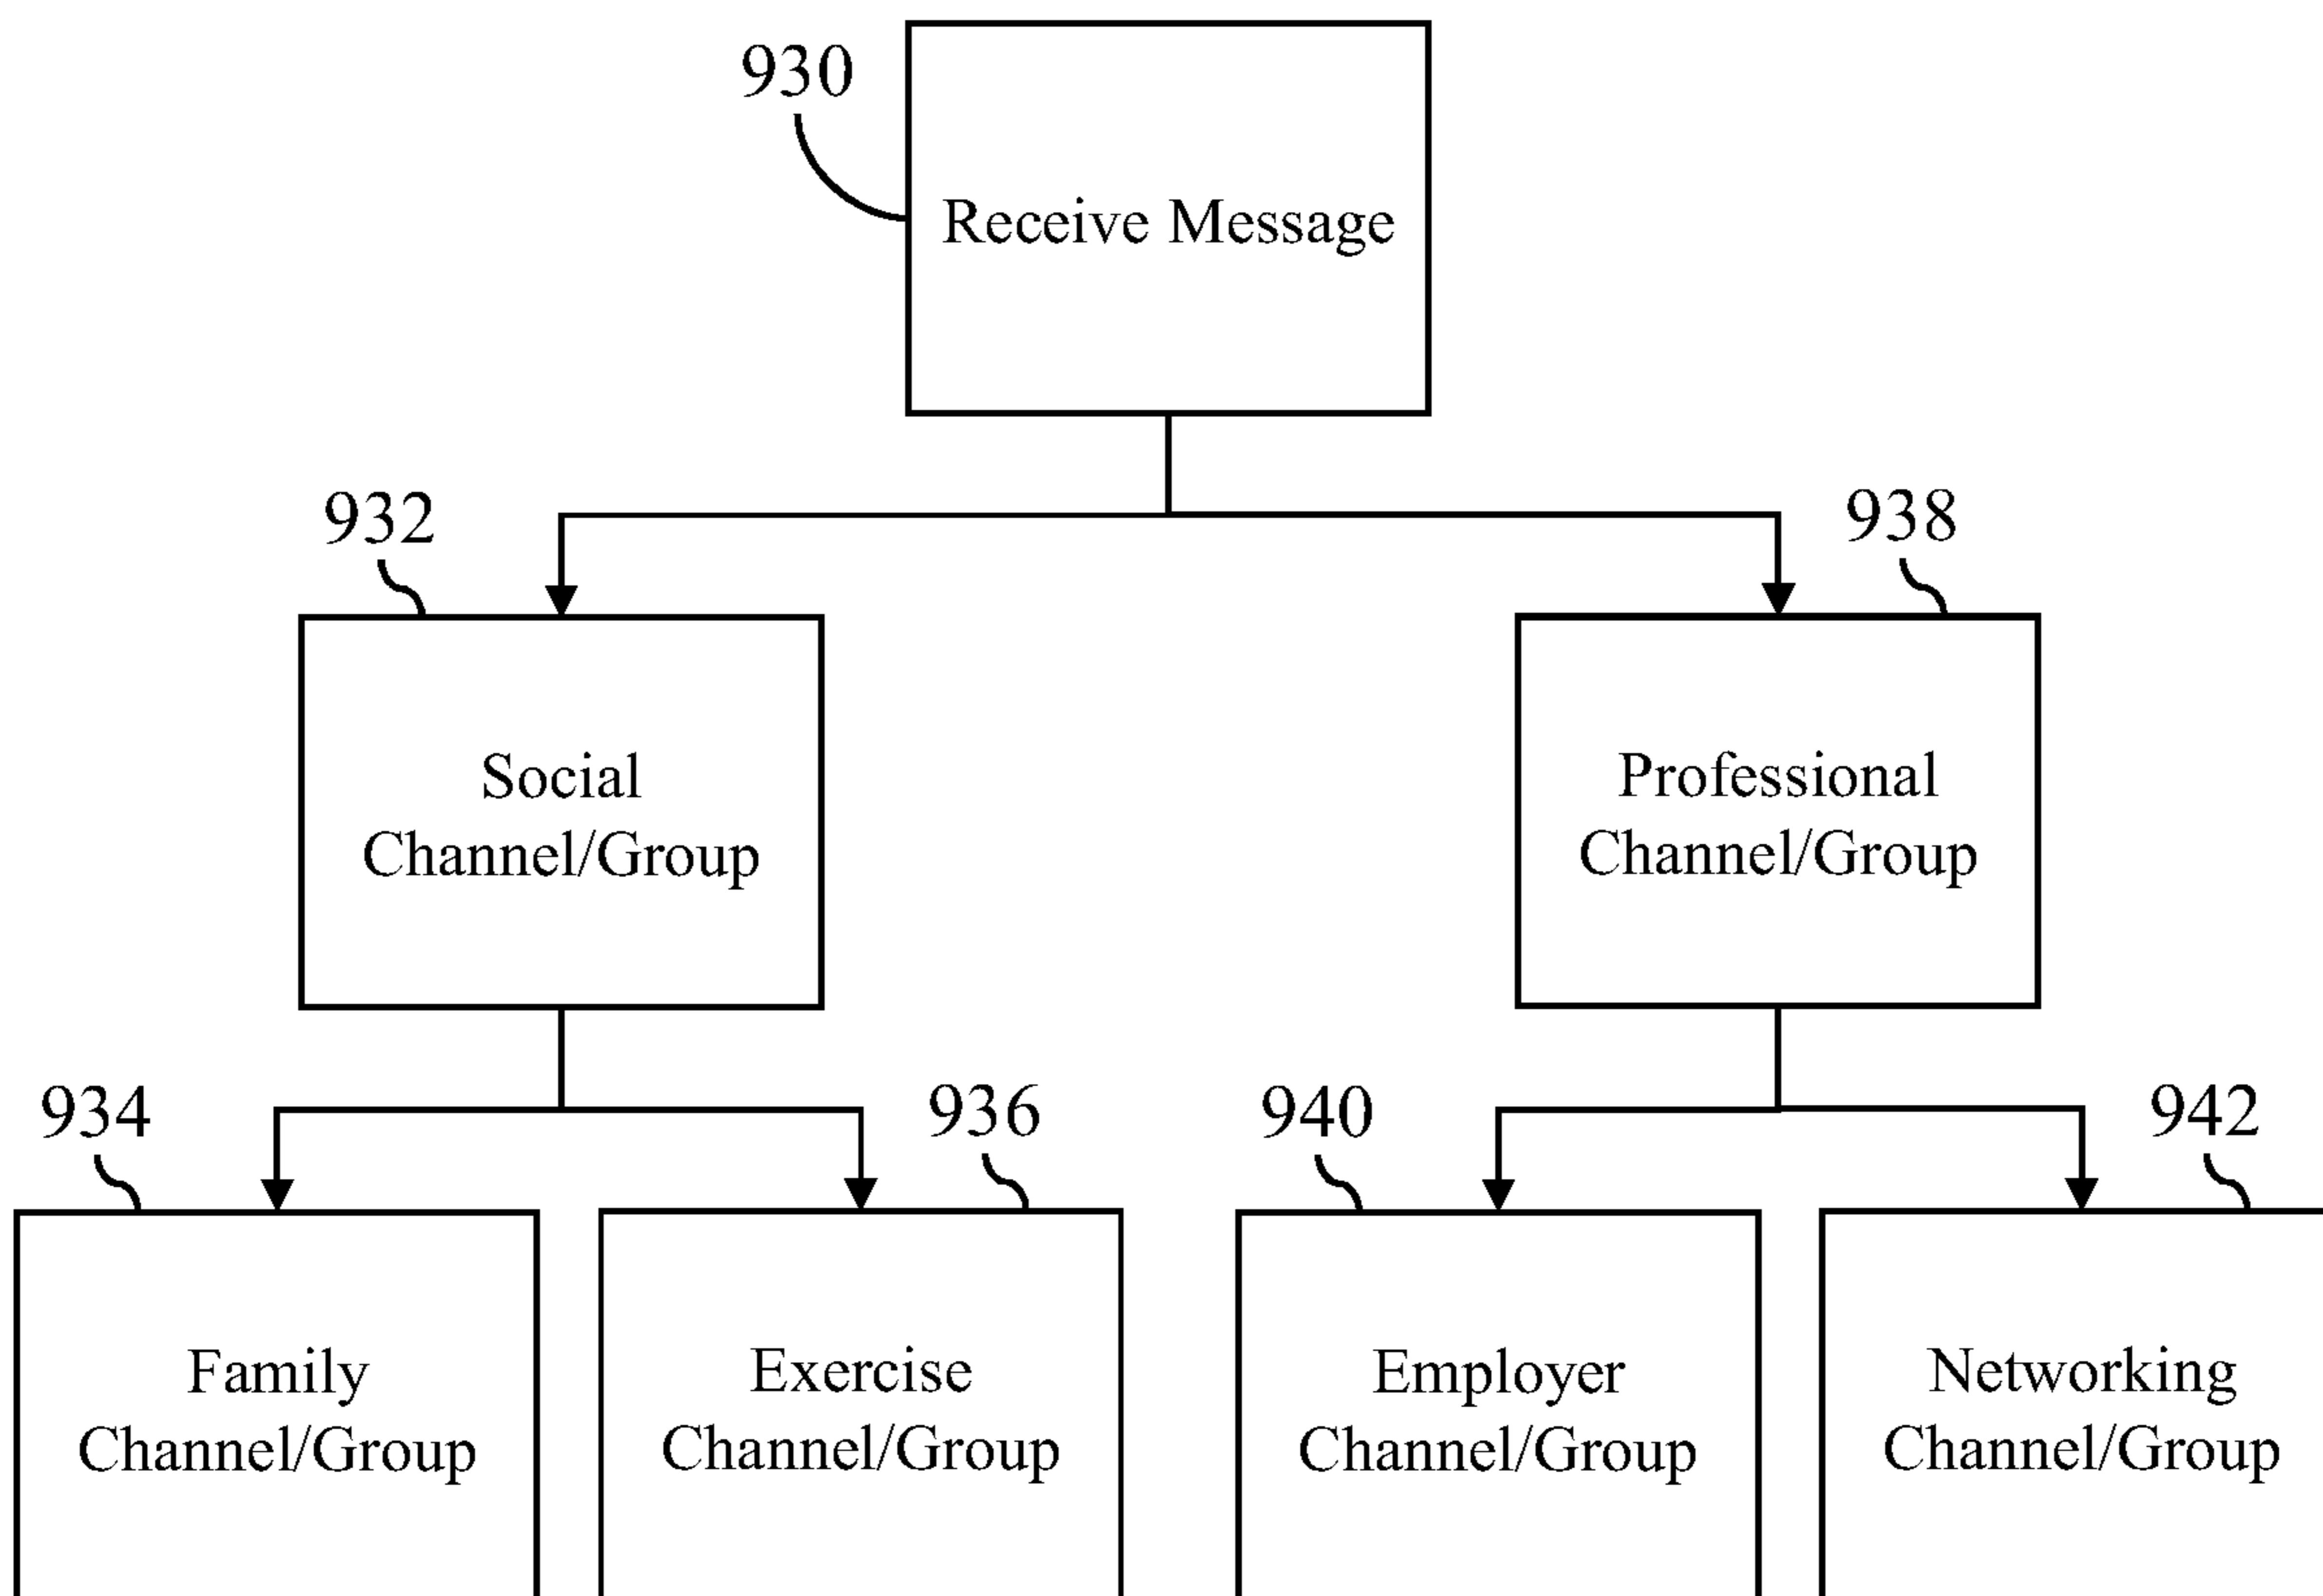 930
Receive Message
932
938
Social
Channel/Group
Professional
Channel/Group
934
936
940
942
Family
Channel/Group
Exercise
Channel/Group
Employer
Channel/Group
Networking
Channel/Group